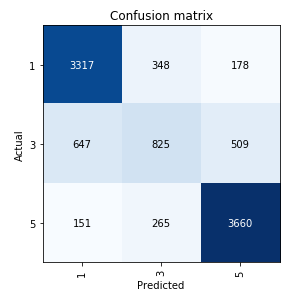 Confusion matrix
1 3317 348 178
3 647 825 509
5 151 265 3660
1 3 5
Actual
Predicted